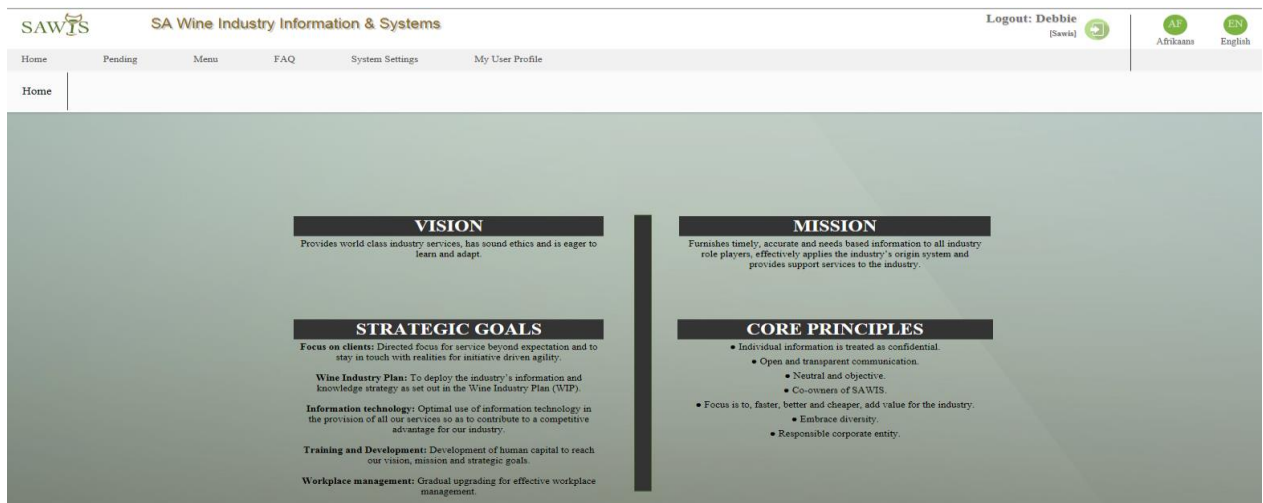 SAWIS
SA Wine Industry Information & Systems
Logout: Debbie
[Sawis]
AF
Afrikaans
EN
English
Home
Pending
Menu
FAQ
System Settings
My User Profile
Home
VISION
Provides world class industry services, has sound ethics and is eager to
learn and adapt.
MISSION
Furnishes timely, accurate and needs based information to all industry
role players, effectively applies the industry's origin system and
provides support services to the industry.
STRATEGIC GOALS
Focus on clients: Directed focus for service beyond expectation and to
stay in touch with realities for initiative driven agility.
Wine Industry Plan: To deploy the industry's information and
knowledge strategy as set out in the Wine Industry Plan (WIP).
Information technology: Optimal use of information technology in
the provision of all our services so as to contribute to a competitive
advantage for our industry.
Training and Development: Development of human capital to reach
our vision, mission and strategic goals.
Workplace management: Gradual upgrading for effective workplace
management.
CORE PRINCIPLES
● Individual information is treated as confidential.
● Open and transparent communication.
● Neutral and objective.
● Co-owners of SAWIS.
● Focus is to, faster, better and cheaper, add value for the industry.
● Embrace diversity.
● Responsible corporate entity.